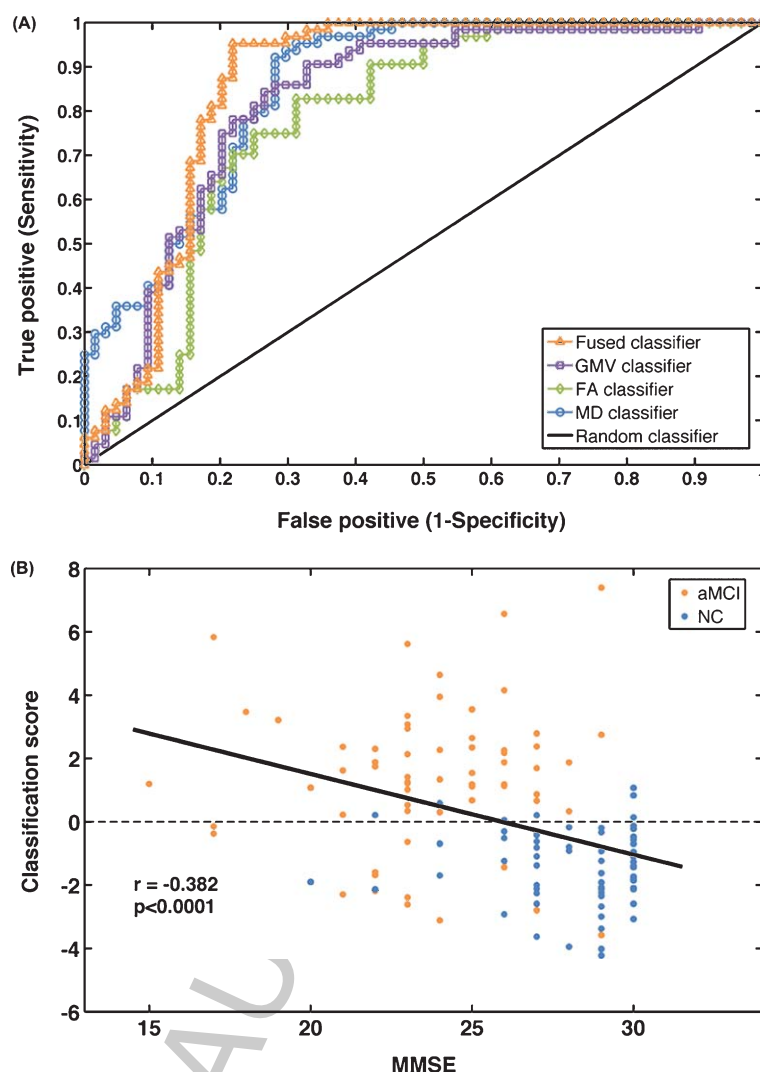 (A)
1
0.9
0.8
0.7
0.6
0.5
0.4
0.3
0.2
0.1
0
0.1
0.2
0.3
0.4
0.5
0.6
0.7
0.8
0.9
True positive (Sensitivity)
False positive (1-Specificity)
Fused classifier
GMV classifier
FA classifier
MD classifier
Random classifier
(B)
8
6
4
2
0
-2
-4
-6
15
20
25
30
Classification score
MMSE
aMCI
NC
r = -0.382
p<0.0001